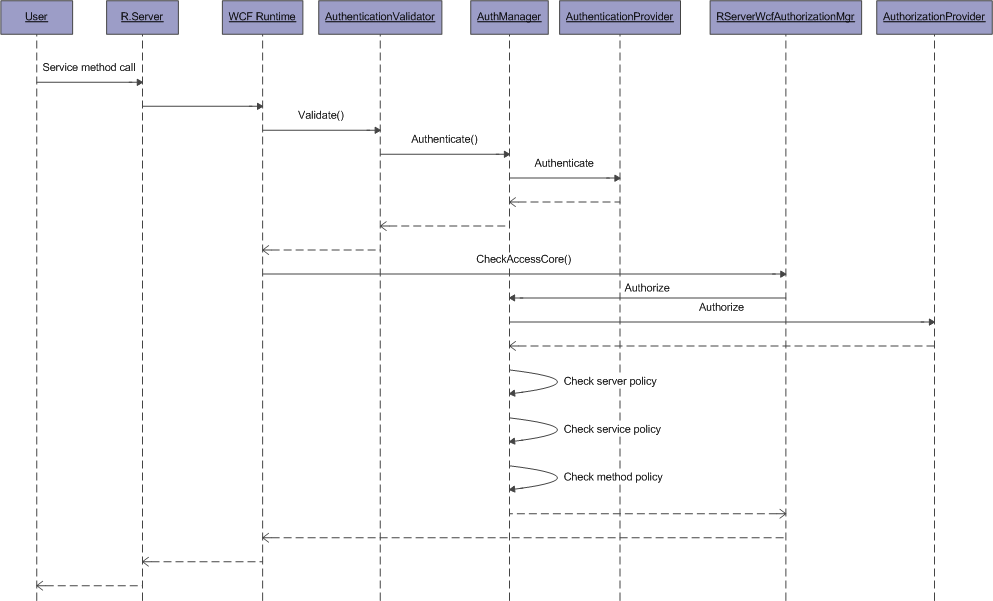 User
R.Server
WCF Runtime
AuthenticationValidator
AuthManager
AuthenticationProvider
RServerWcfAuthorizationMgr
AuthorizationProvider
Service method call
Validate()
Authenticate()
Authenticate
CheckAccessCore()
Authorize
Authorize
Check server policy
Check service policy
Check method policy